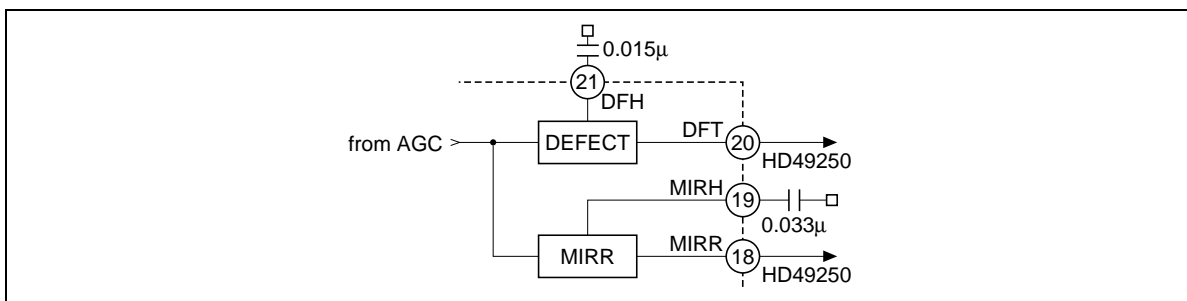 0.015μ
21
DFH
from AGC
DEFECT
DFT
20
HD49250
MIRH
19
0.033μ
MIRR
MIRR
18
HD49250